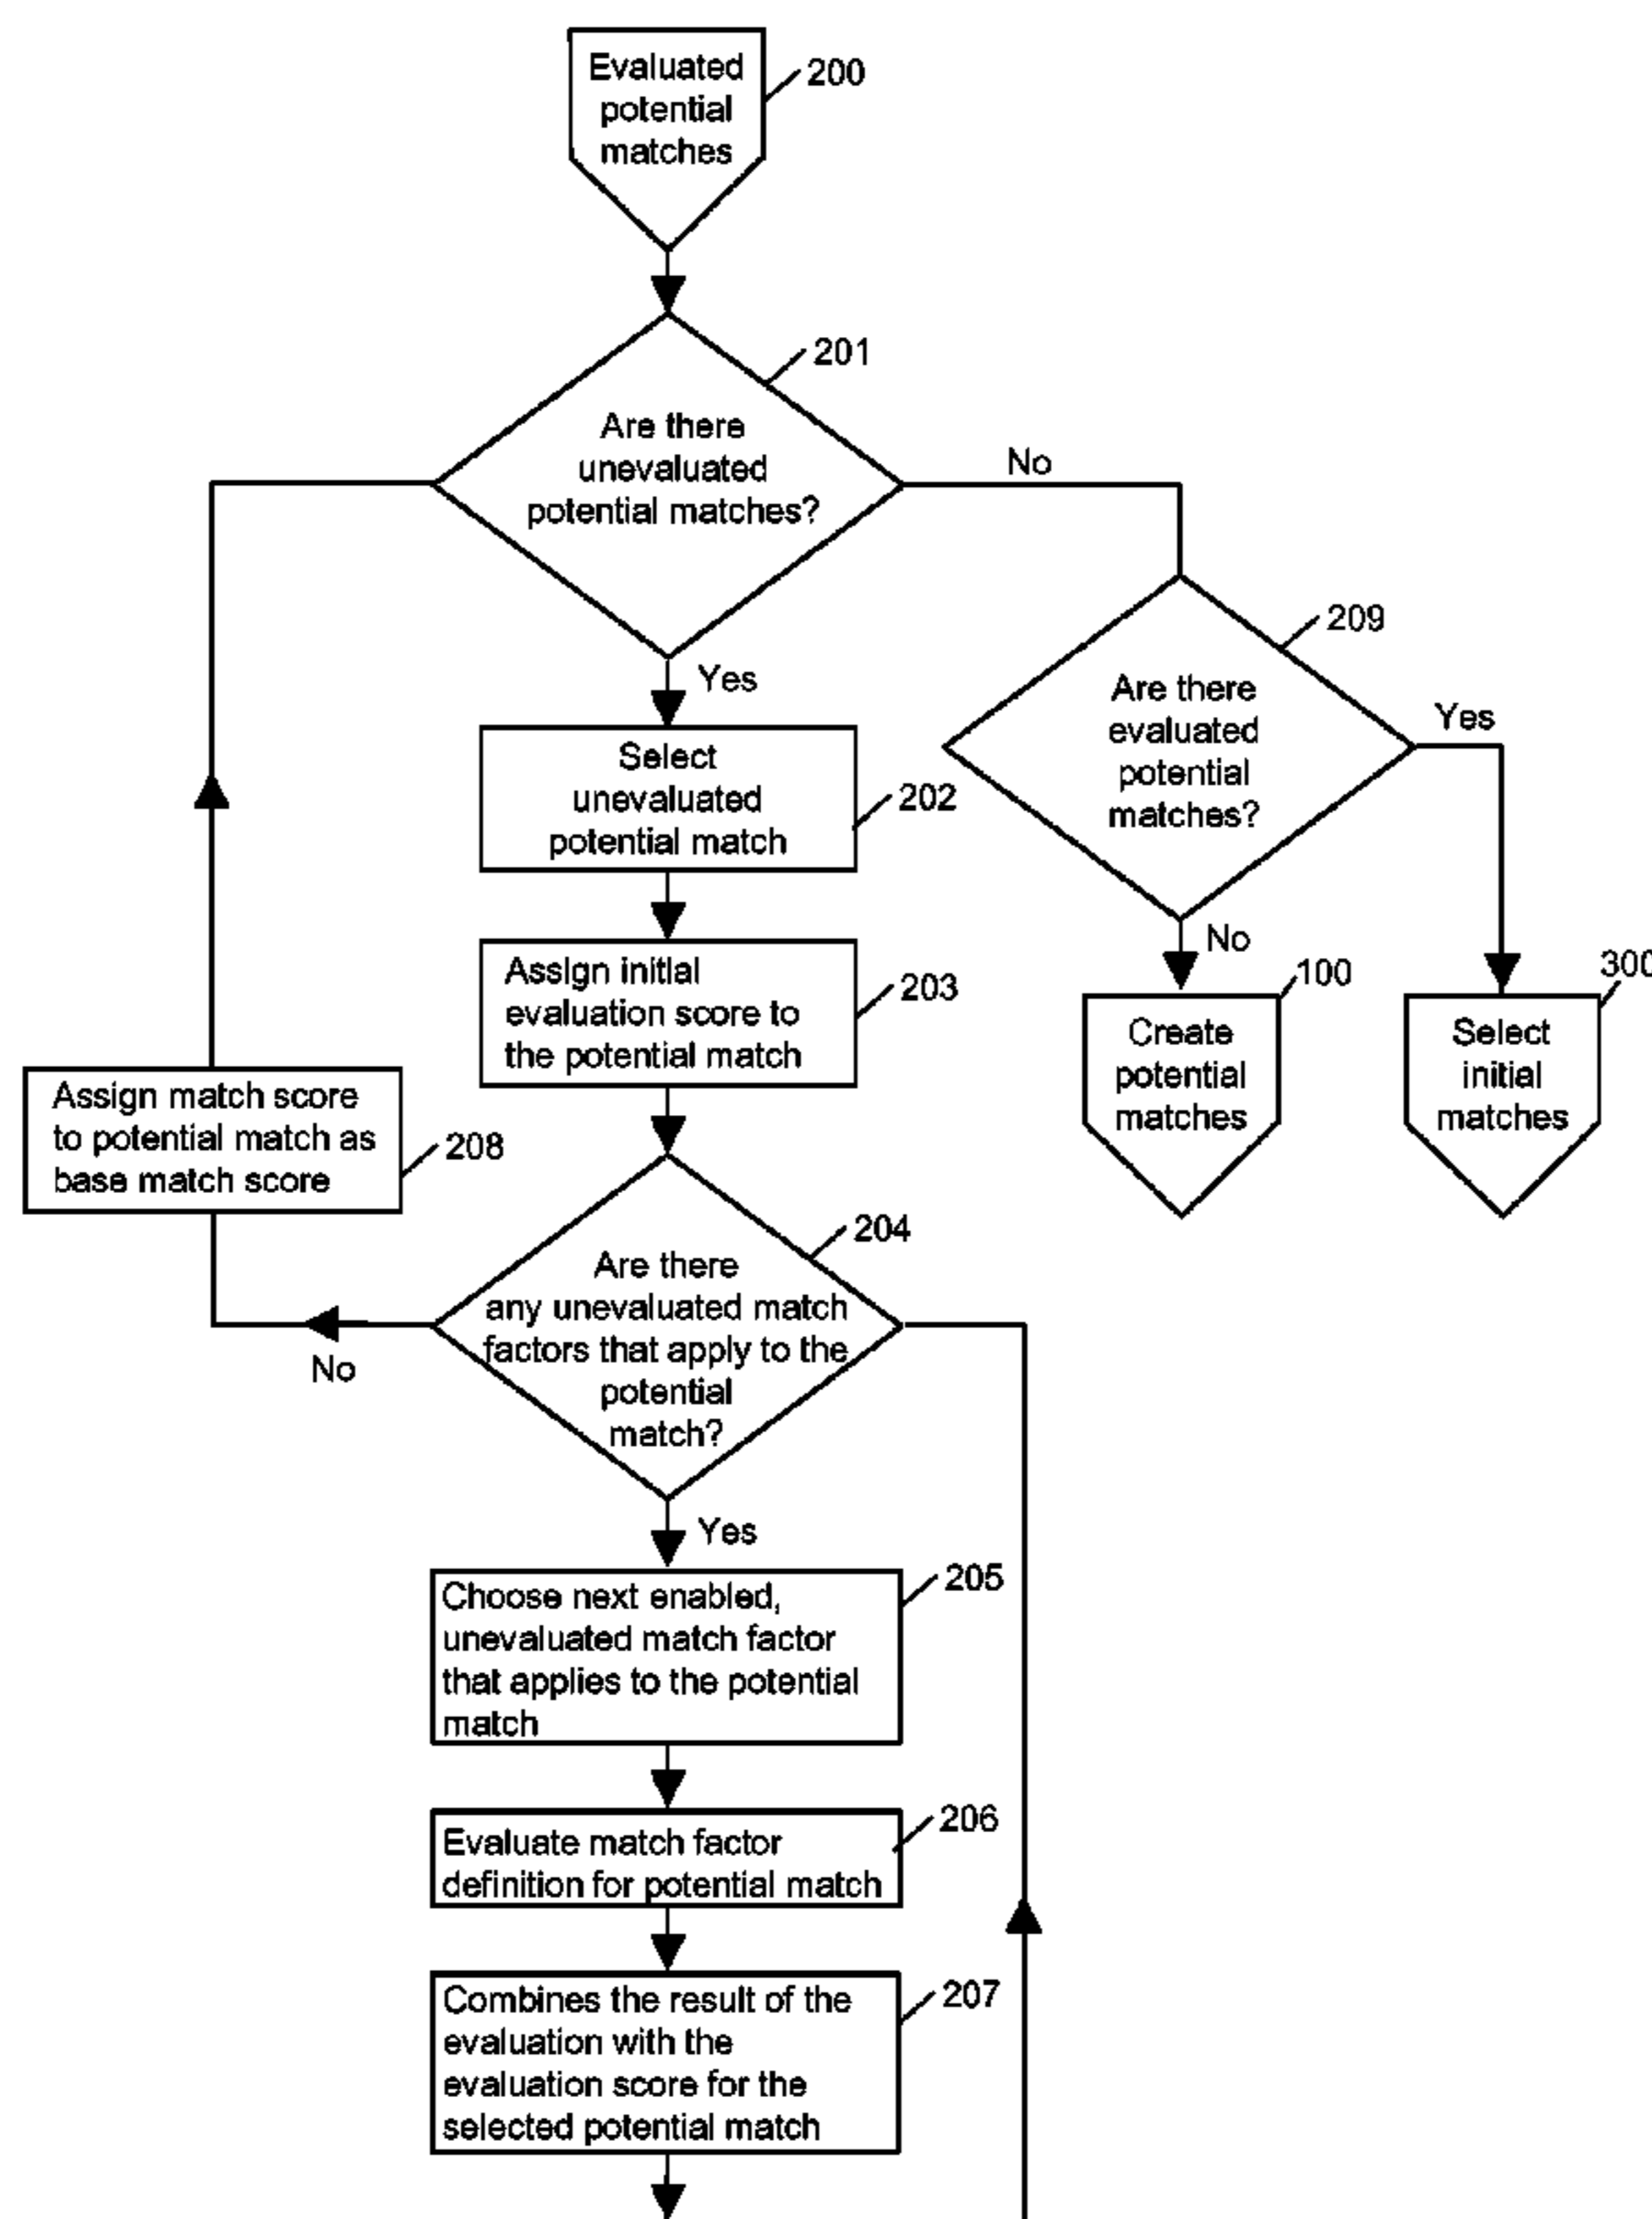 Evaluated
potential
matches
200
201
Are there
unevaluated
potential matches?
No
Yes
209
Are there
evaluated
potential
matches?
Yes
No
Select
unevaluated
potential match
202
Assign initial
evaluation score to
the potential match
203
100
Create
potential
matches
300
Select
initial
matches
Assign match score
to potential match as
base match score
208
204
Are there
any unevaluated match
factors that apply to the
potential
match?
No
Yes
Choose next enabled,
unevaluated match factor
that applies to the potential
match
205
Evaluate match factor
definition for potential match
206
Combines the result of the
evaluation with the
evaluation score for the
selected potential match
207